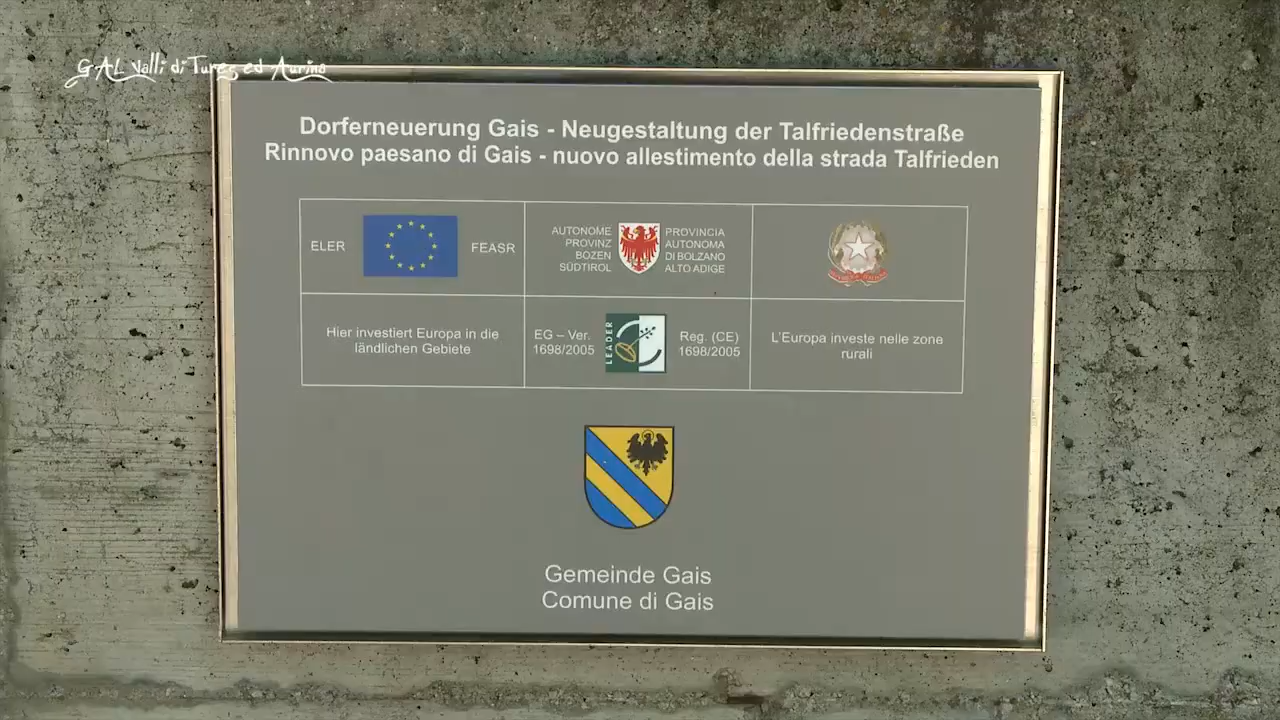 GAL Valli di Tures ed Aurina
Dorferneuerung Gais - Neugestaltung der Talfriedenstraße
Rinnovo paesano di Gais - nuovo allestimento della strada Talfrieden
ELER
FEASR
AUTONOME
PROVINZ
BOZEN
SÜDTIROL
PROVINCIA
AUTONOMA
DI BOLZANO
ALTO ADIGE
Hier investiert Europa in die
ländlichen Gebiete
EG – Ver.
1698/2005
LEADER
Reg. (CE)
1698/2005
L'Europa investe nelle zone
rurali
Gemeinde Gais
Comune di Gais